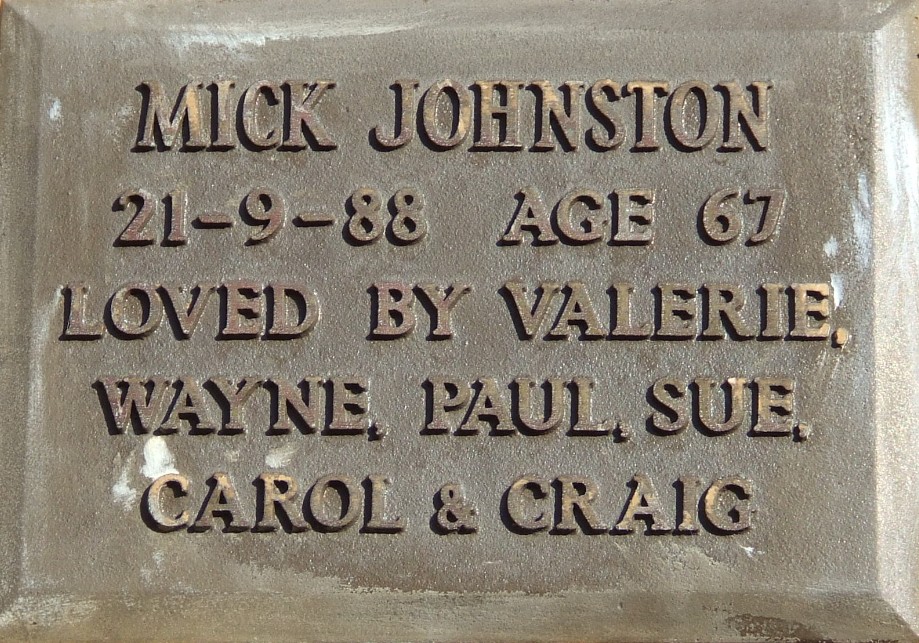 MICK JOHNSTON
21-9-88 AGE 67
LOVED BY VALERIE,
WAYNE, PAUL, SUE,
CAROL & CRAIG